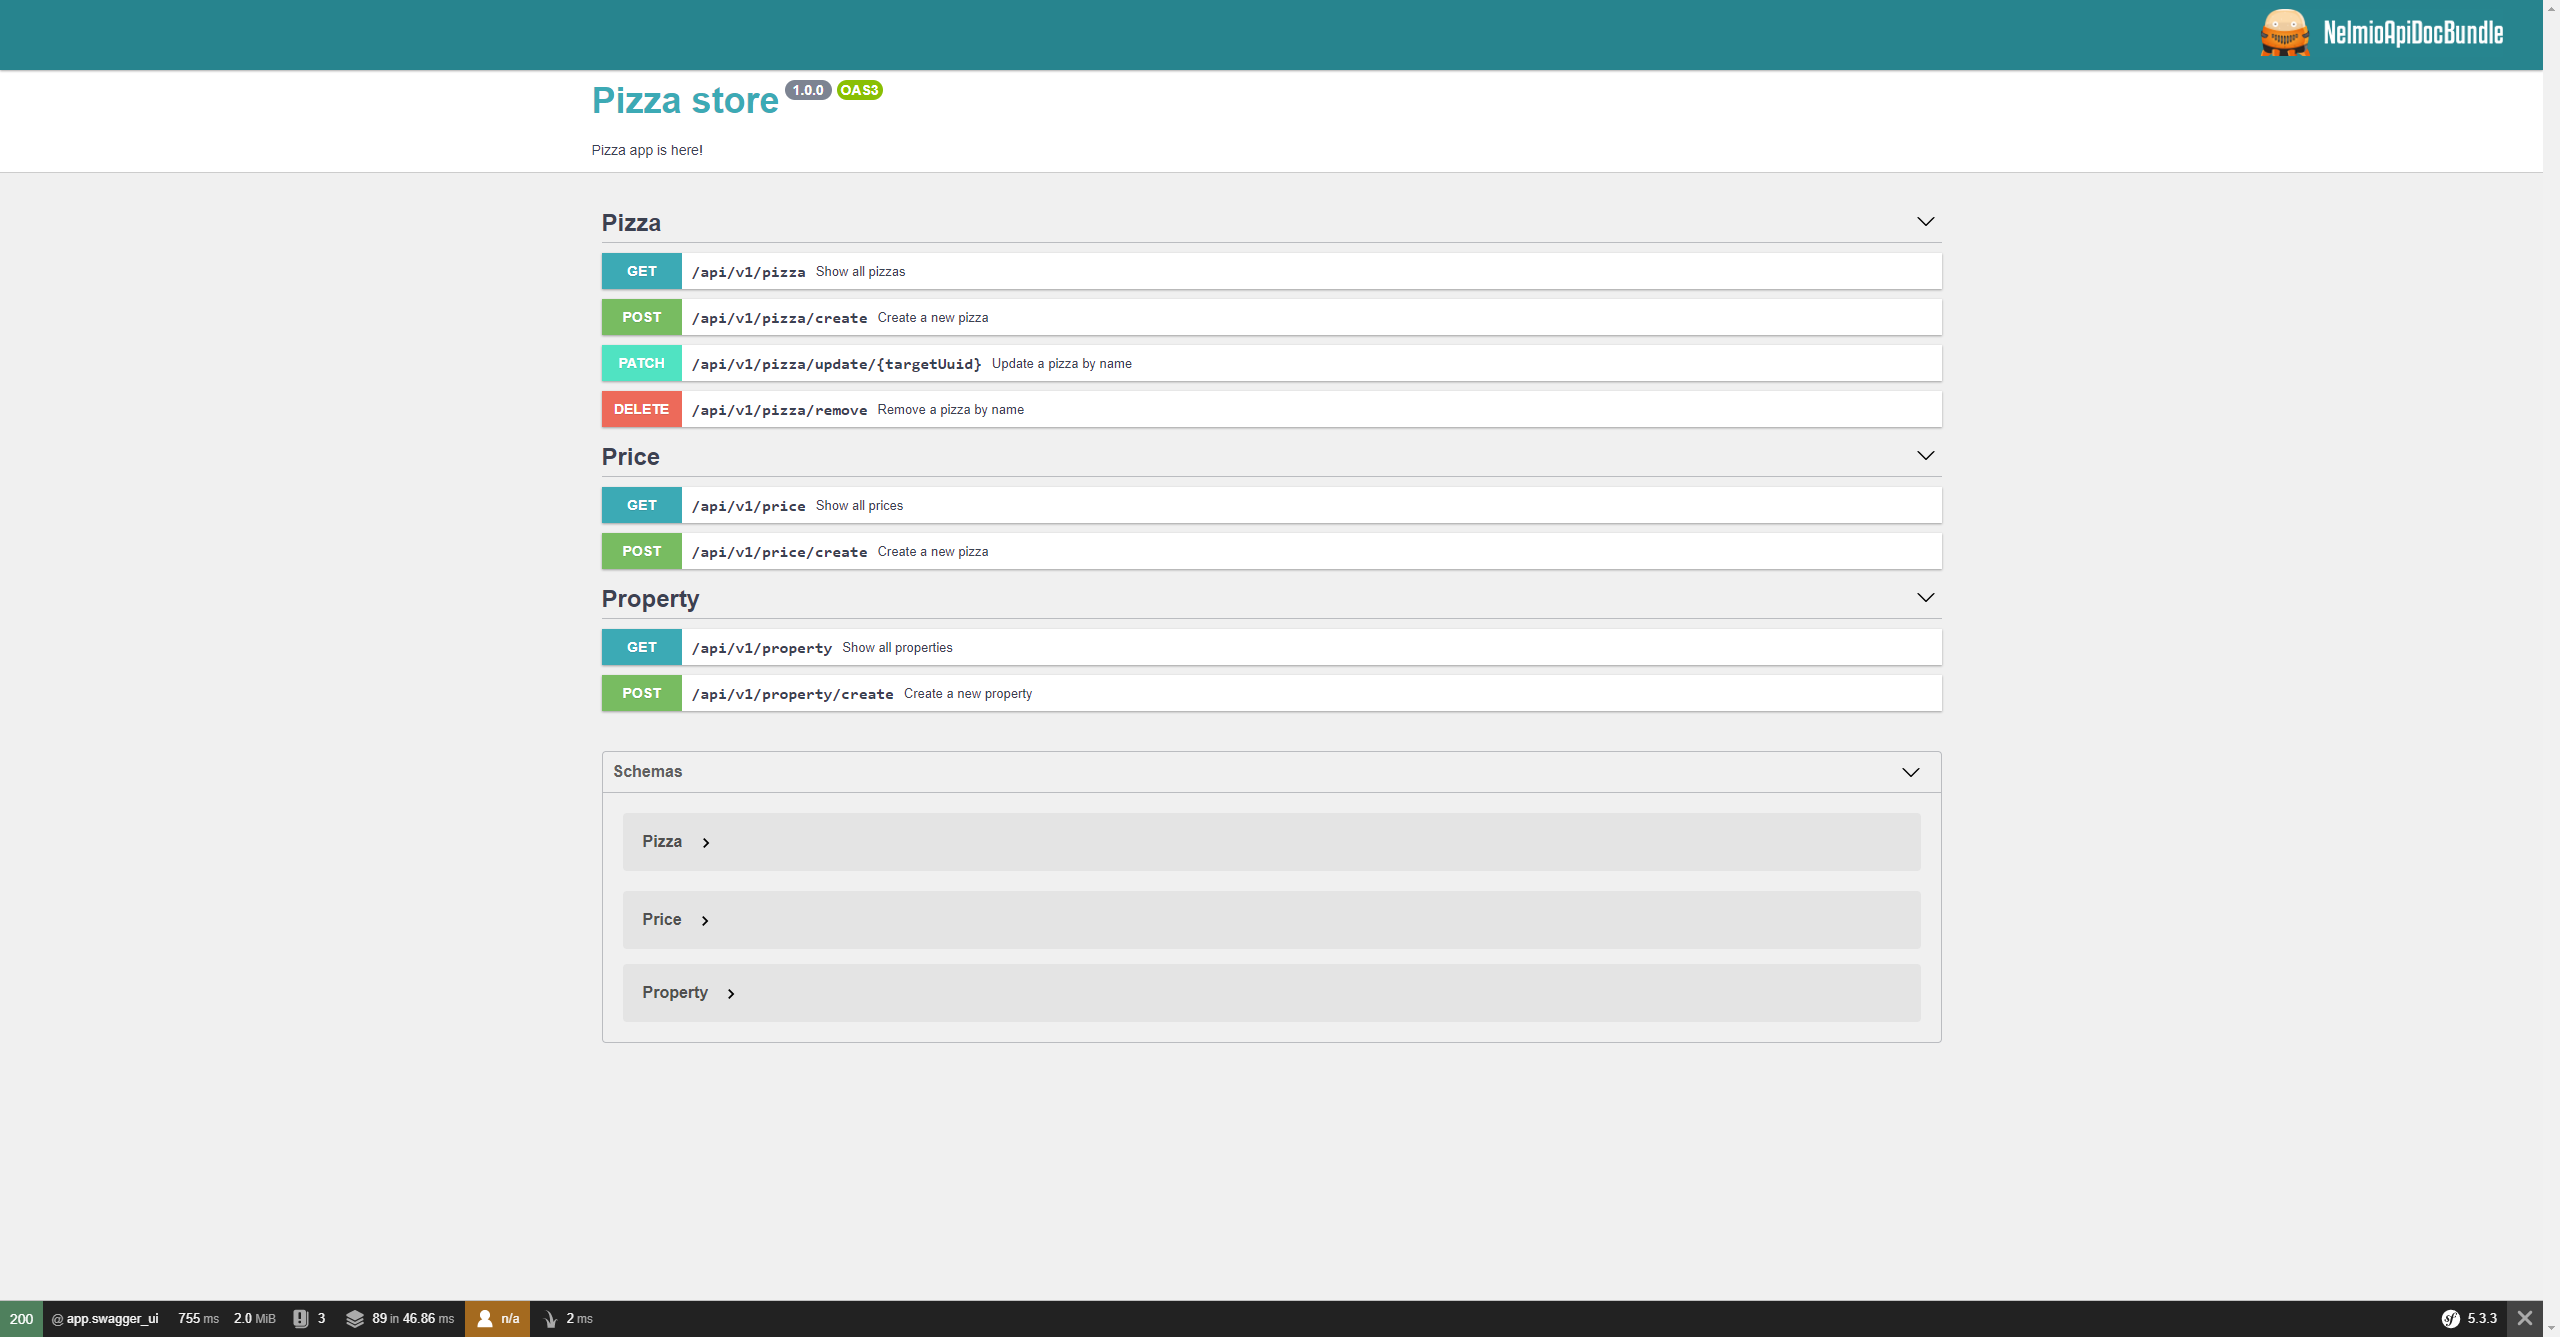 NelmioApiDocBundle
Pizza store 1.0.0 OAS3
Pizza app is here!
Pizza
GET /api/v1/pizza Show all pizzas
POST /api/v1/pizza/create Create a new pizza
PATCH /api/v1/pizza/update/{targetUuid} Update a pizza by name
DELETE /api/v1/pizza/remove Remove a pizza by name
Price
GET /api/v1/price Show all prices
POST /api/v1/price/create Create a new pizza
Property
GET /api/v1/property Show all properties
POST /api/v1/property/create Create a new property
Schemas
Pizza
Price
Property
200 @ app.swagger_ui 755 ms 2.0 MiB 3 89 in 46.86 ms n/a 2 ms sf 5.3.3